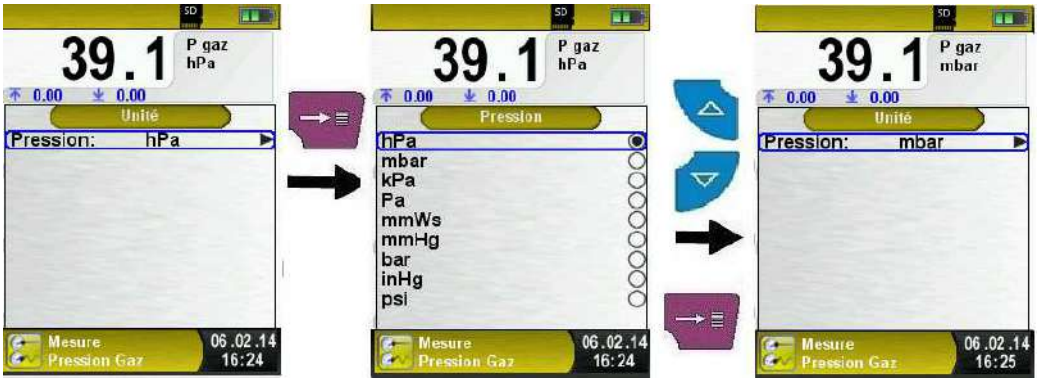 SD
39.1 P gaz
hPa
0.00 0.00
Unité
Pression: hPa
Mesure
Pression Gaz
06.02.14
16:24
SD
39.1 P gaz
hPa
0.00 0.00
Pression
hPa
mbar
kPa
Pa
mmWs
mmHg
bar
inHg
psi
Mesure
Pression Gaz
06.02.14
16:24
SD
39.1 P gaz
mbar
0.00 0.00
Unité
Pression: mbar
Mesure
Pression Gaz
06.02.14
16:25